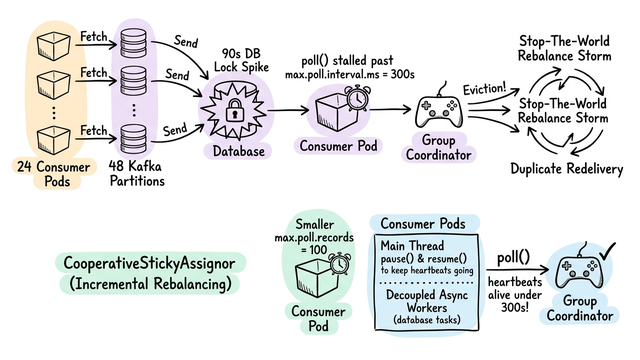 Fetch
Send
Fetch
Send
Fetch
Send
24 Consumer
Pods
48 Kafka
Partitions
90s DB
Lock Spike
Database
poll() stalled past
max.poll.interval.ms = 300s
Consumer Pod
Group
Coordinator
Eviction!
Stop-The-World
Rebalance Storm
Stop-The-World
Rebalance Storm
Duplicate Redelivery
CooperativeStickyAssignor
(Incremental Rebalancing)
Smaller
max.poll.records
= 100
Consumer
Pod
Consumer Pods
Main Thread
pause() & resume()
to keep heartbeats going
Decoupled Async
Workers
(database tasks)
poll()
heartbeats
alive under
300s!
Group
Coordinator